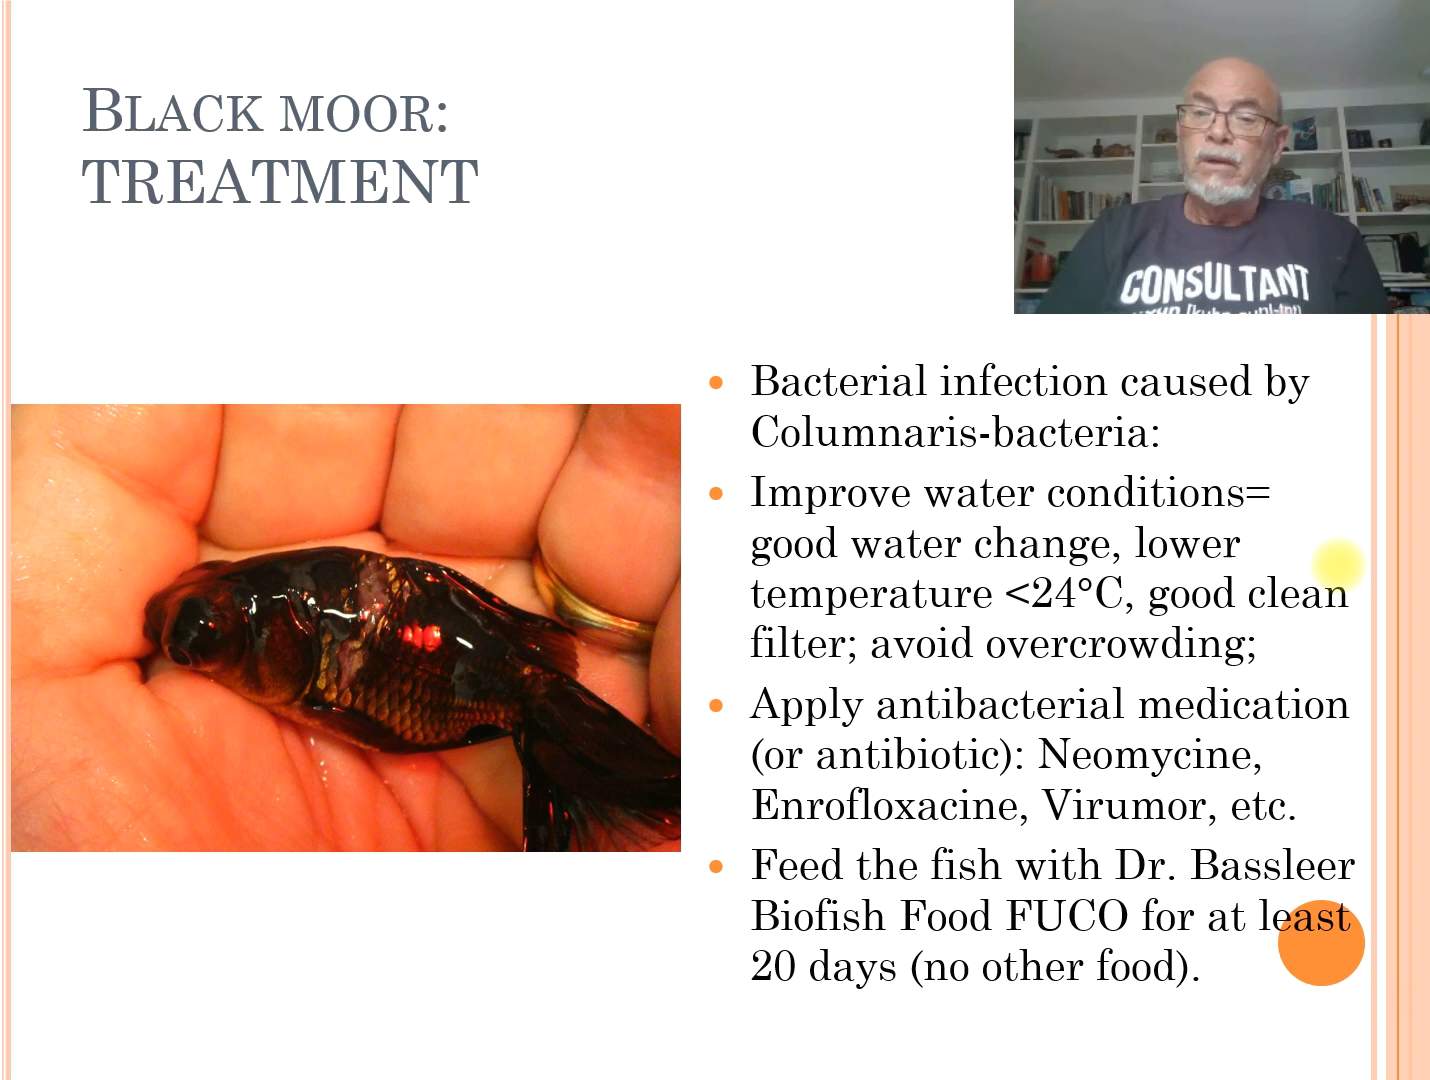 BLACK MOOR:
TREATMENT
CONSULTANT
Bacterial infection caused by
Columnaris-bacteria:
Improve water conditions=
good water change, lower
temperature <24°C, good clean
filter; avoid overcrowding;
Apply antibacterial medication
(or antibiotic): Neomycine,
Enrofloxacine, Virumor, etc.
Feed the fish with Dr. Bassleer
Biofish Food FUCO for at least
20 days (no other food).